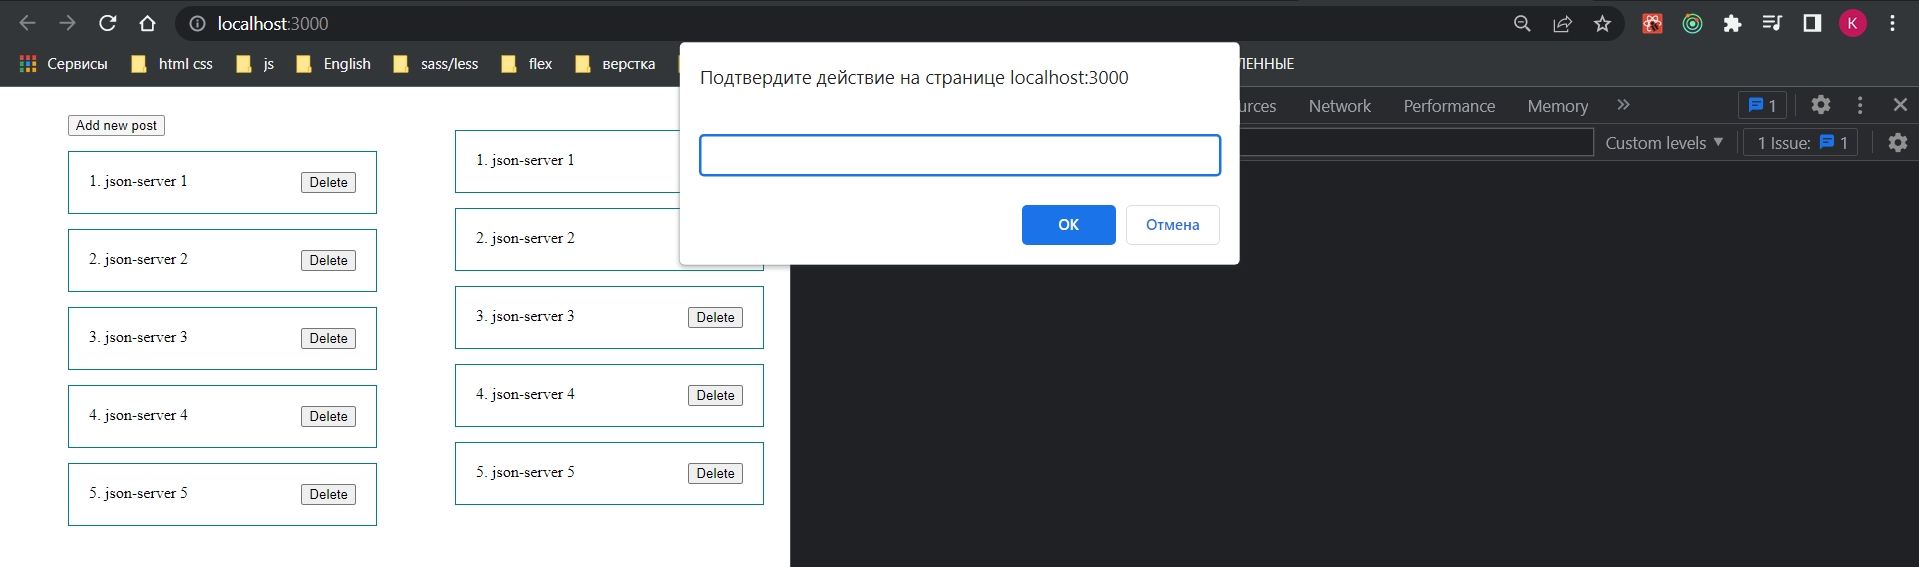 localhost:3000
K
Сервисы html css js English sass/less flex верстка
Подтвердите действие на странице localhost:3000
OK Отмена
Network Performance Memory 1
Custom levels 1 Issue: 1
Add new post
1. json-server 1 Delete
2. json-server 2 Delete
3. json-server 3 Delete
4. json-server 4 Delete
5. json-server 5 Delete
1. json-server 1
2. json-server 2
3. json-server 3 Delete
4. json-server 4 Delete
5. json-server 5 Delete